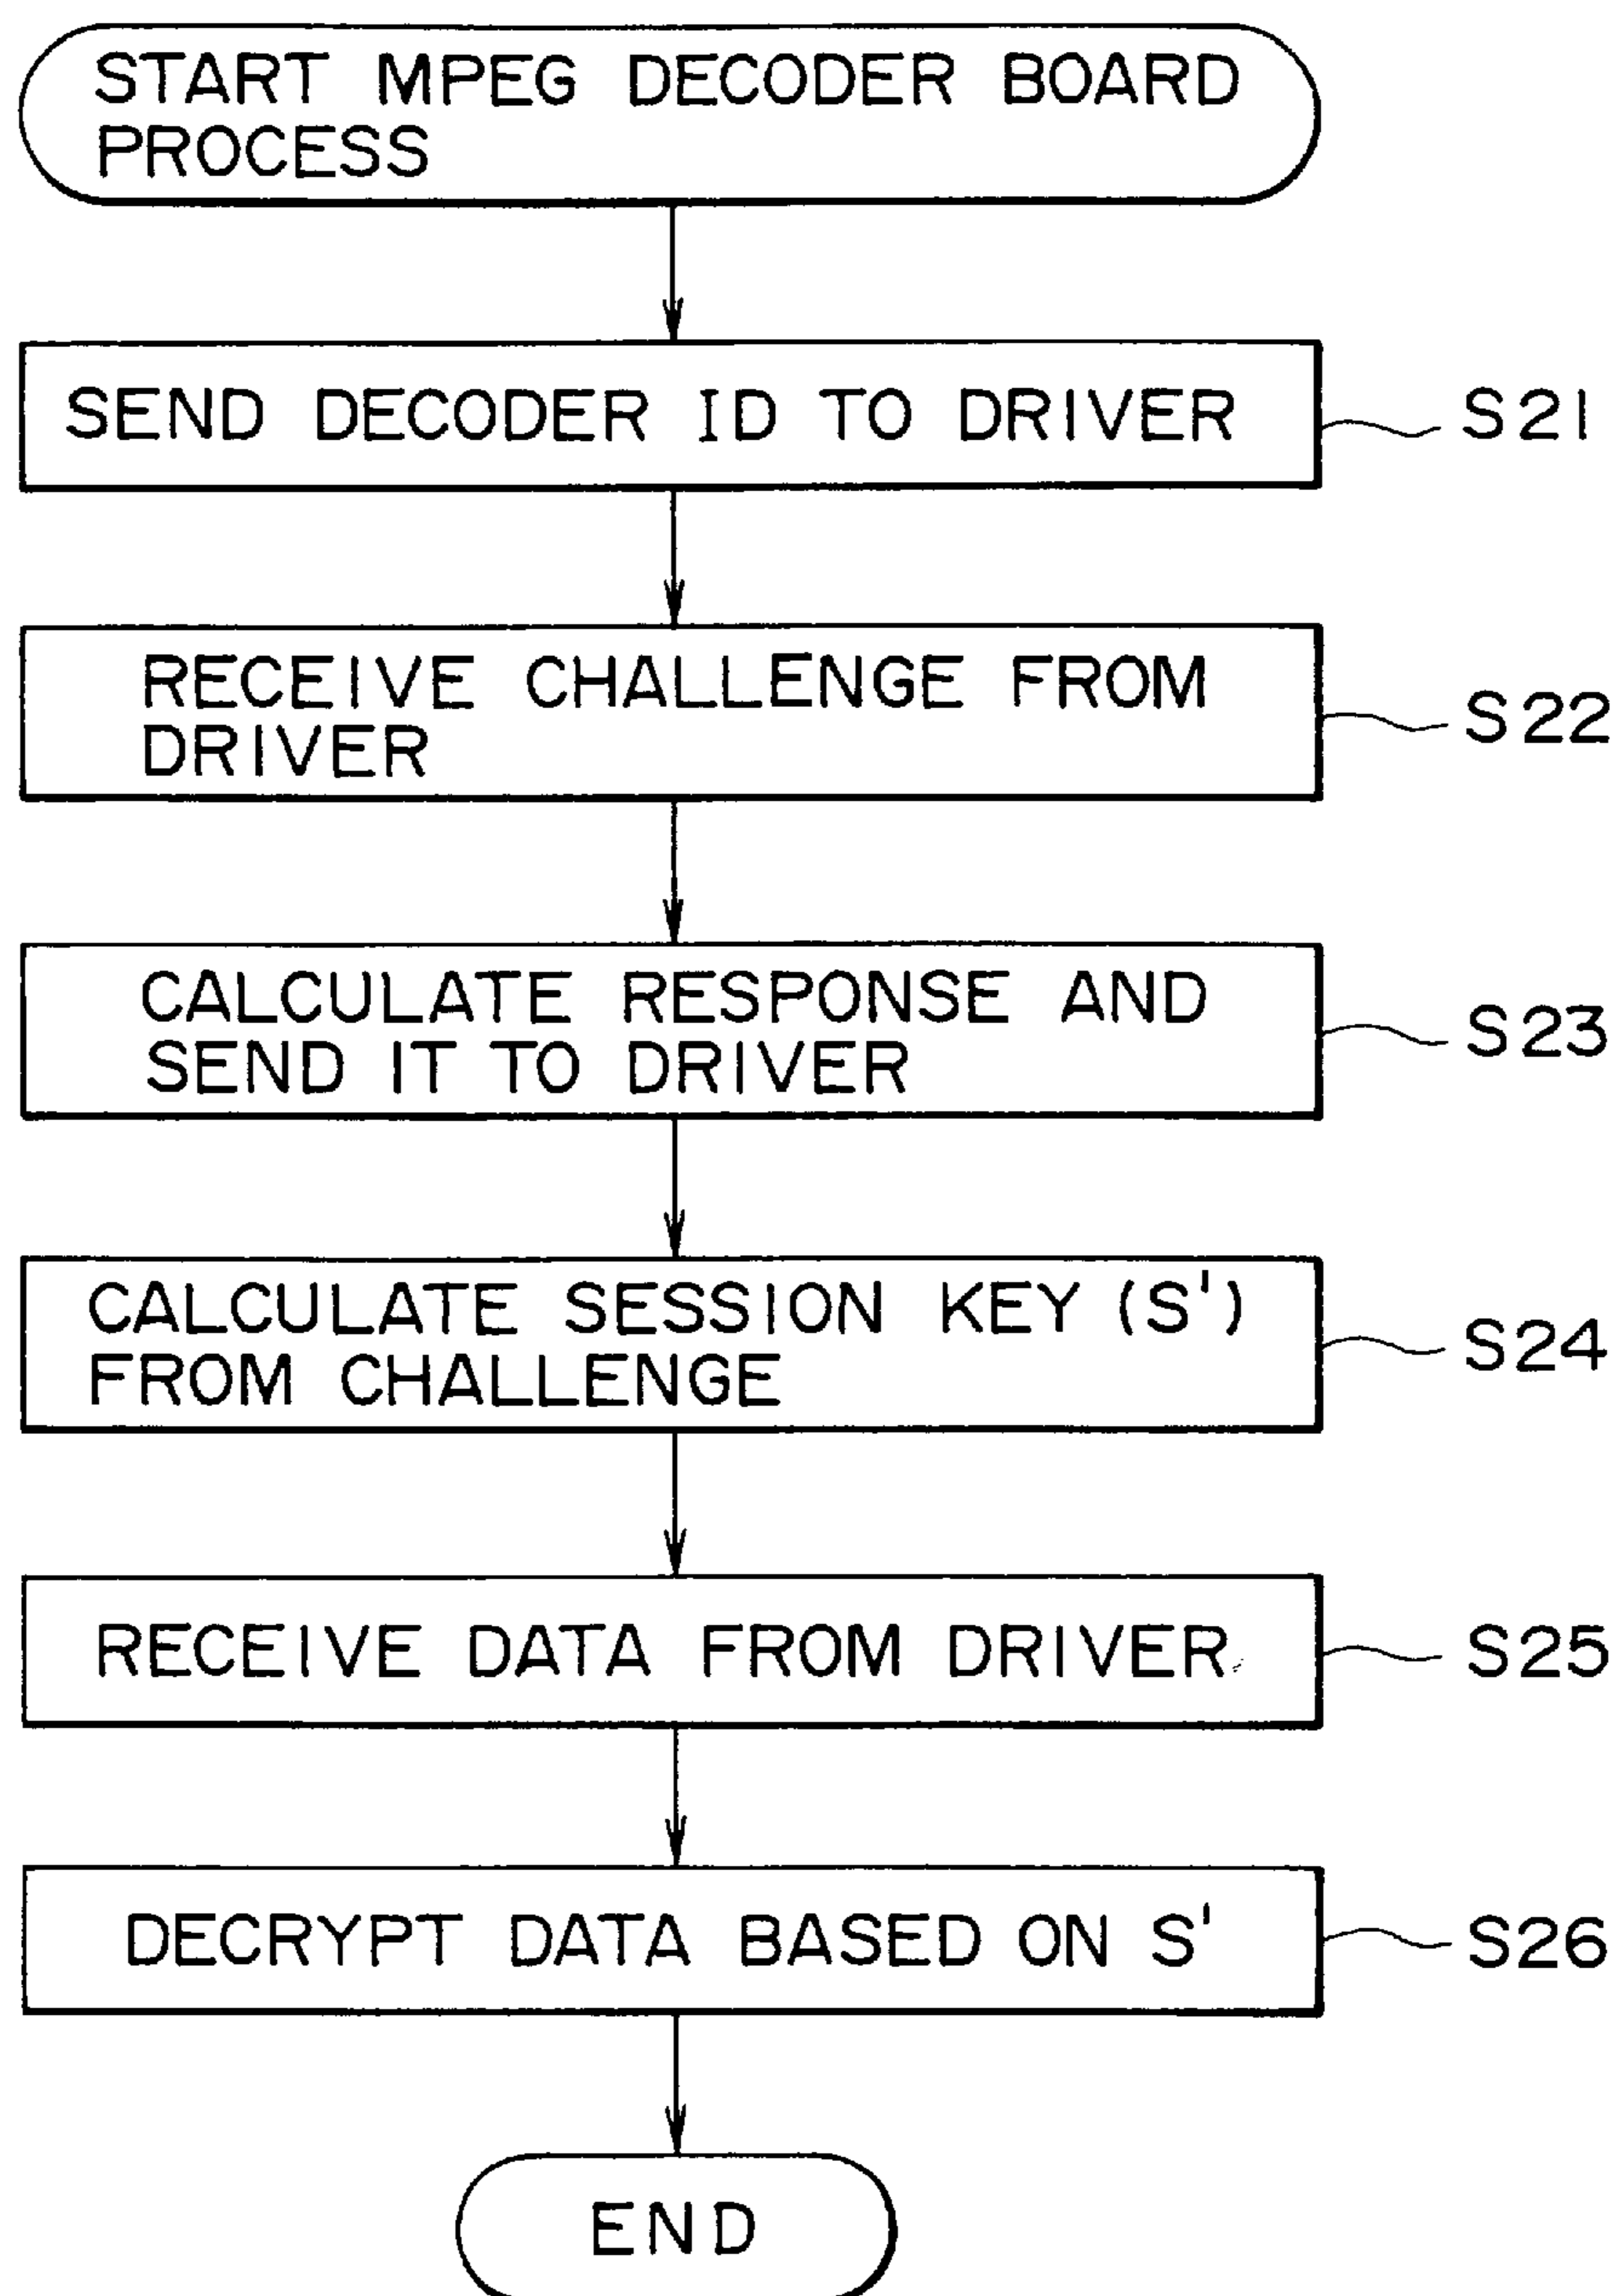 START MPEG DECODER BOARD
PROCESS
SEND DECODER ID TO DRIVER
S21
RECEIVE CHALLENGE FROM
DRIVER
S22
CALCULATE RESPONSE AND
SEND IT TO DRIVER
S23
CALCULATE SESSION KEY (S')
FROM CHALLENGE
S24
RECEIVE DATA FROM DRIVER
S25
DECRYPT DATA BASED ON S'
S26
END